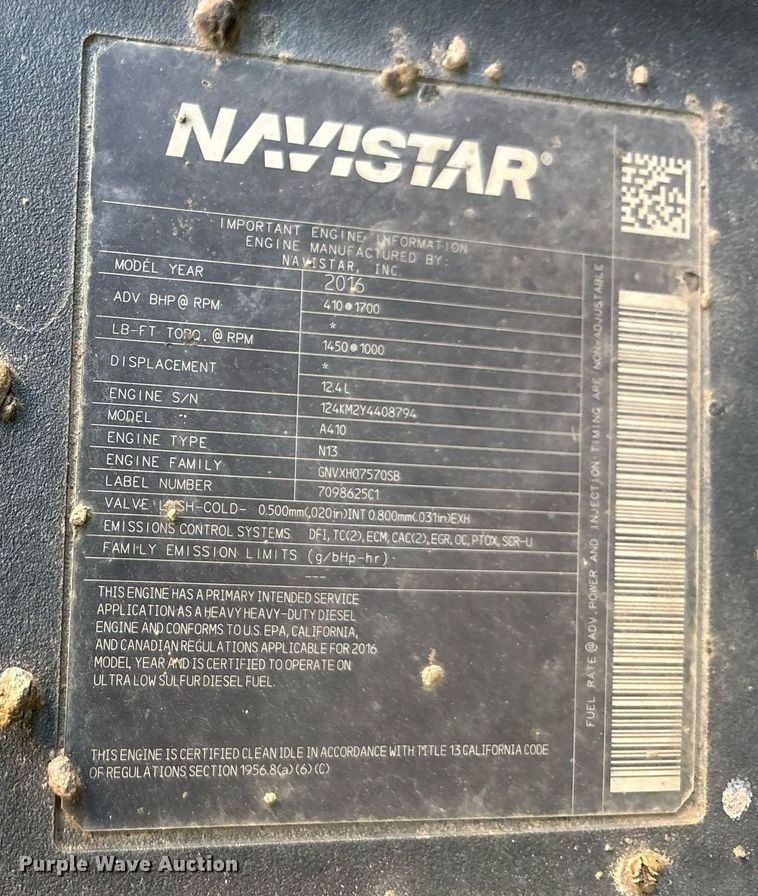 NAVISTAR®
IMPORTANT ENGINE INFORMATION
ENGINE MANUFACTURED BY:
NAVISTAR, INC.
MODEL YEAR 2016
ADV BHP @ RPM 410@1700
*
LB-FT TORQ. @ RPM 1450@1000
*
DISPLACEMENT 12.4L
ENGINE S/N 124KM2Y4408794
MODEL A410
ENGINE TYPE N13
ENGINE FAMILY GNVXH07570SB
LABEL NUMBER 7098625C1
VALVE LASH-COLD- 0.500mm(.020in)INT 0.800mm(.031in)EXH
EMISSIONS CONTROL SYSTEMS DFI, TC(2), ECM, CAC(2), EGR, OC, PTOX, SCR-U
FAMILY EMISSION LIMITS (g/bHp-hr)
---
THIS ENGINE HAS A PRIMARY INTENDED SERVICE
APPLICATION AS A HEAVY HEAVY-DUTY DIESEL
ENGINE AND CONFORMS TO U.S. EPA, CALIFORNIA,
AND CANADIAN REGULATIONS APPLICABLE FOR 2016
MODEL YEAR AND IS CERTIFIED TO OPERATE ON
ULTRA LOW SULFUR DIESEL FUEL.
THIS ENGINE IS CERTIFIED CLEAN IDLE IN ACCORDANCE WITH TITLE 13 CALIFORNIA CODE
OF REGULATIONS SECTION 1956.8(a)(6)(C)
FUEL RATE @ ADV. POWER AND INJECTION TIMING ARE NON-ADJUSTABLE
Purple Wave Auction